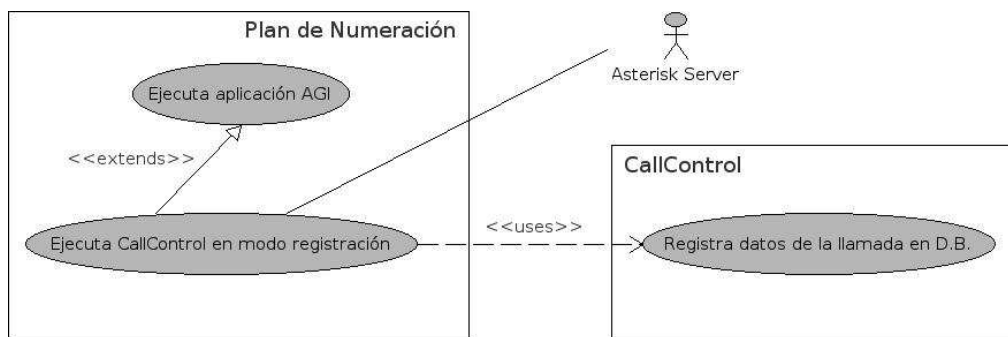 Plan de Numeración
Asterisk Server
Ejecuta aplicación AGI
<<extends>>
CallControl
Ejecuta CallControl en modo registración
<<uses>>
Registra datos de la llamada en D.B.